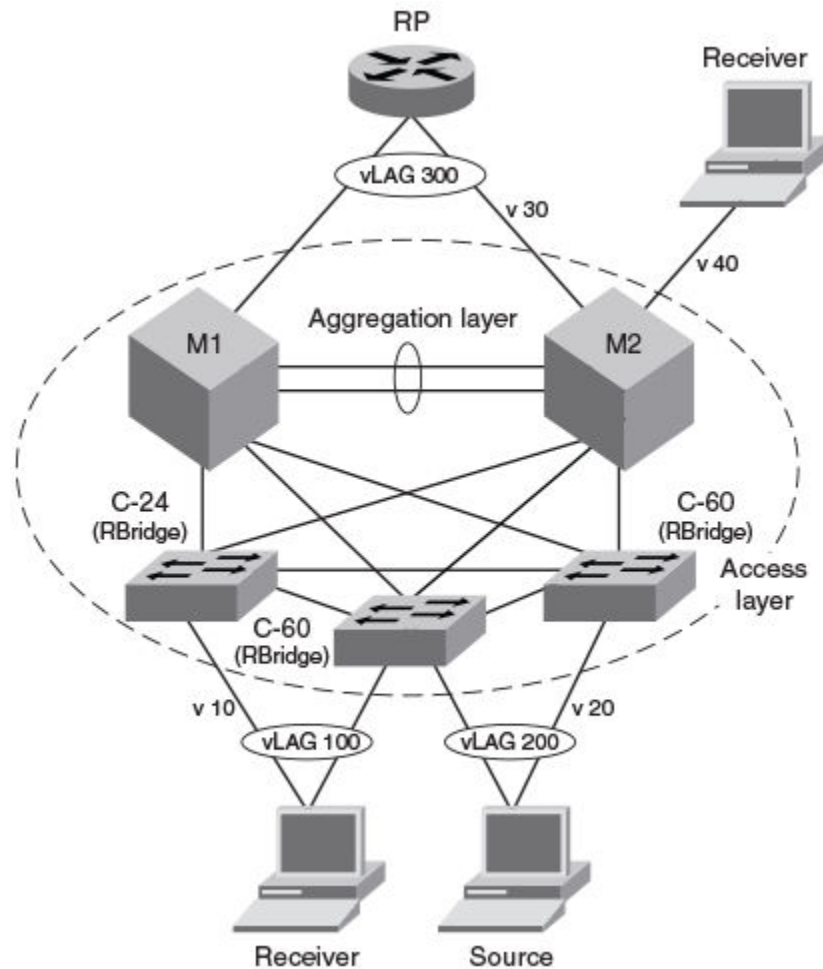 RP
Receiver
vLAG 300
v 30
v 40
Aggregation layer
M1
M2
C-24
(RBridge)
C-60
(RBridge)
Access
layer
C-60
(RBridge)
v 10
v 20
vLAG 100
vLAG 200
Receiver
Source